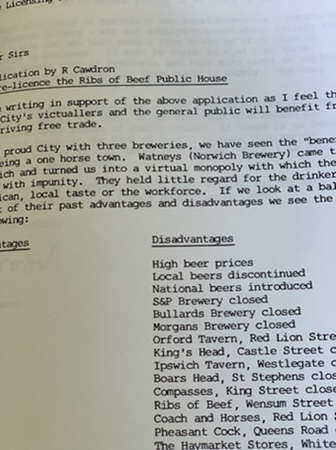 Licensing
Sirs
lication by R Cawdron
re-licence the Ribs of Beef Public House
writing in support of the above application as I feel th
City's victuallers and the general public will benefit fr
riving free trade.
proud City with three breweries, we have seen the "bene
eing a one horse town. Watneys (Norwich Brewery) came t
ich and turned us into a virtual monopoly with which the
with impunity. They held little regard for the drinker
ican, local taste or the workforce. If we look at a bal
of their past advantages and disadvantages we see the
owing:
tages Disadvantages
High beer prices
Local beers discontinued
National beers introduced
S&P Brewery closed
Bullards Brewery closed
Morgans Brewery closed
Orford Tavern, Red Lion Stre
King's Head, Castle Street c
Ipswich Tavern, Westlegate c
Boars Head, St Stephens clos
Compasses, King Street close
Ribs of Beef, Wensum Street
Coach and Horses, Red Lion S
Pheasant Cock, Queens Road
The Haymarket Stores, White